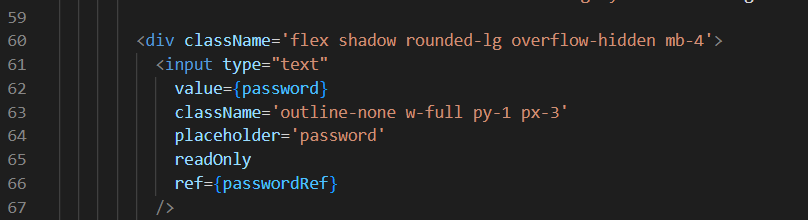 59
60 <div className='flex shadow rounded-lg overflow-hidden mb-4'>
61 <input type="text"
62 value={password}
63 className='outline-none w-full py-1 px-3'
64 placeholder='password'
65 readOnly
66 ref={passwordRef}
67 />